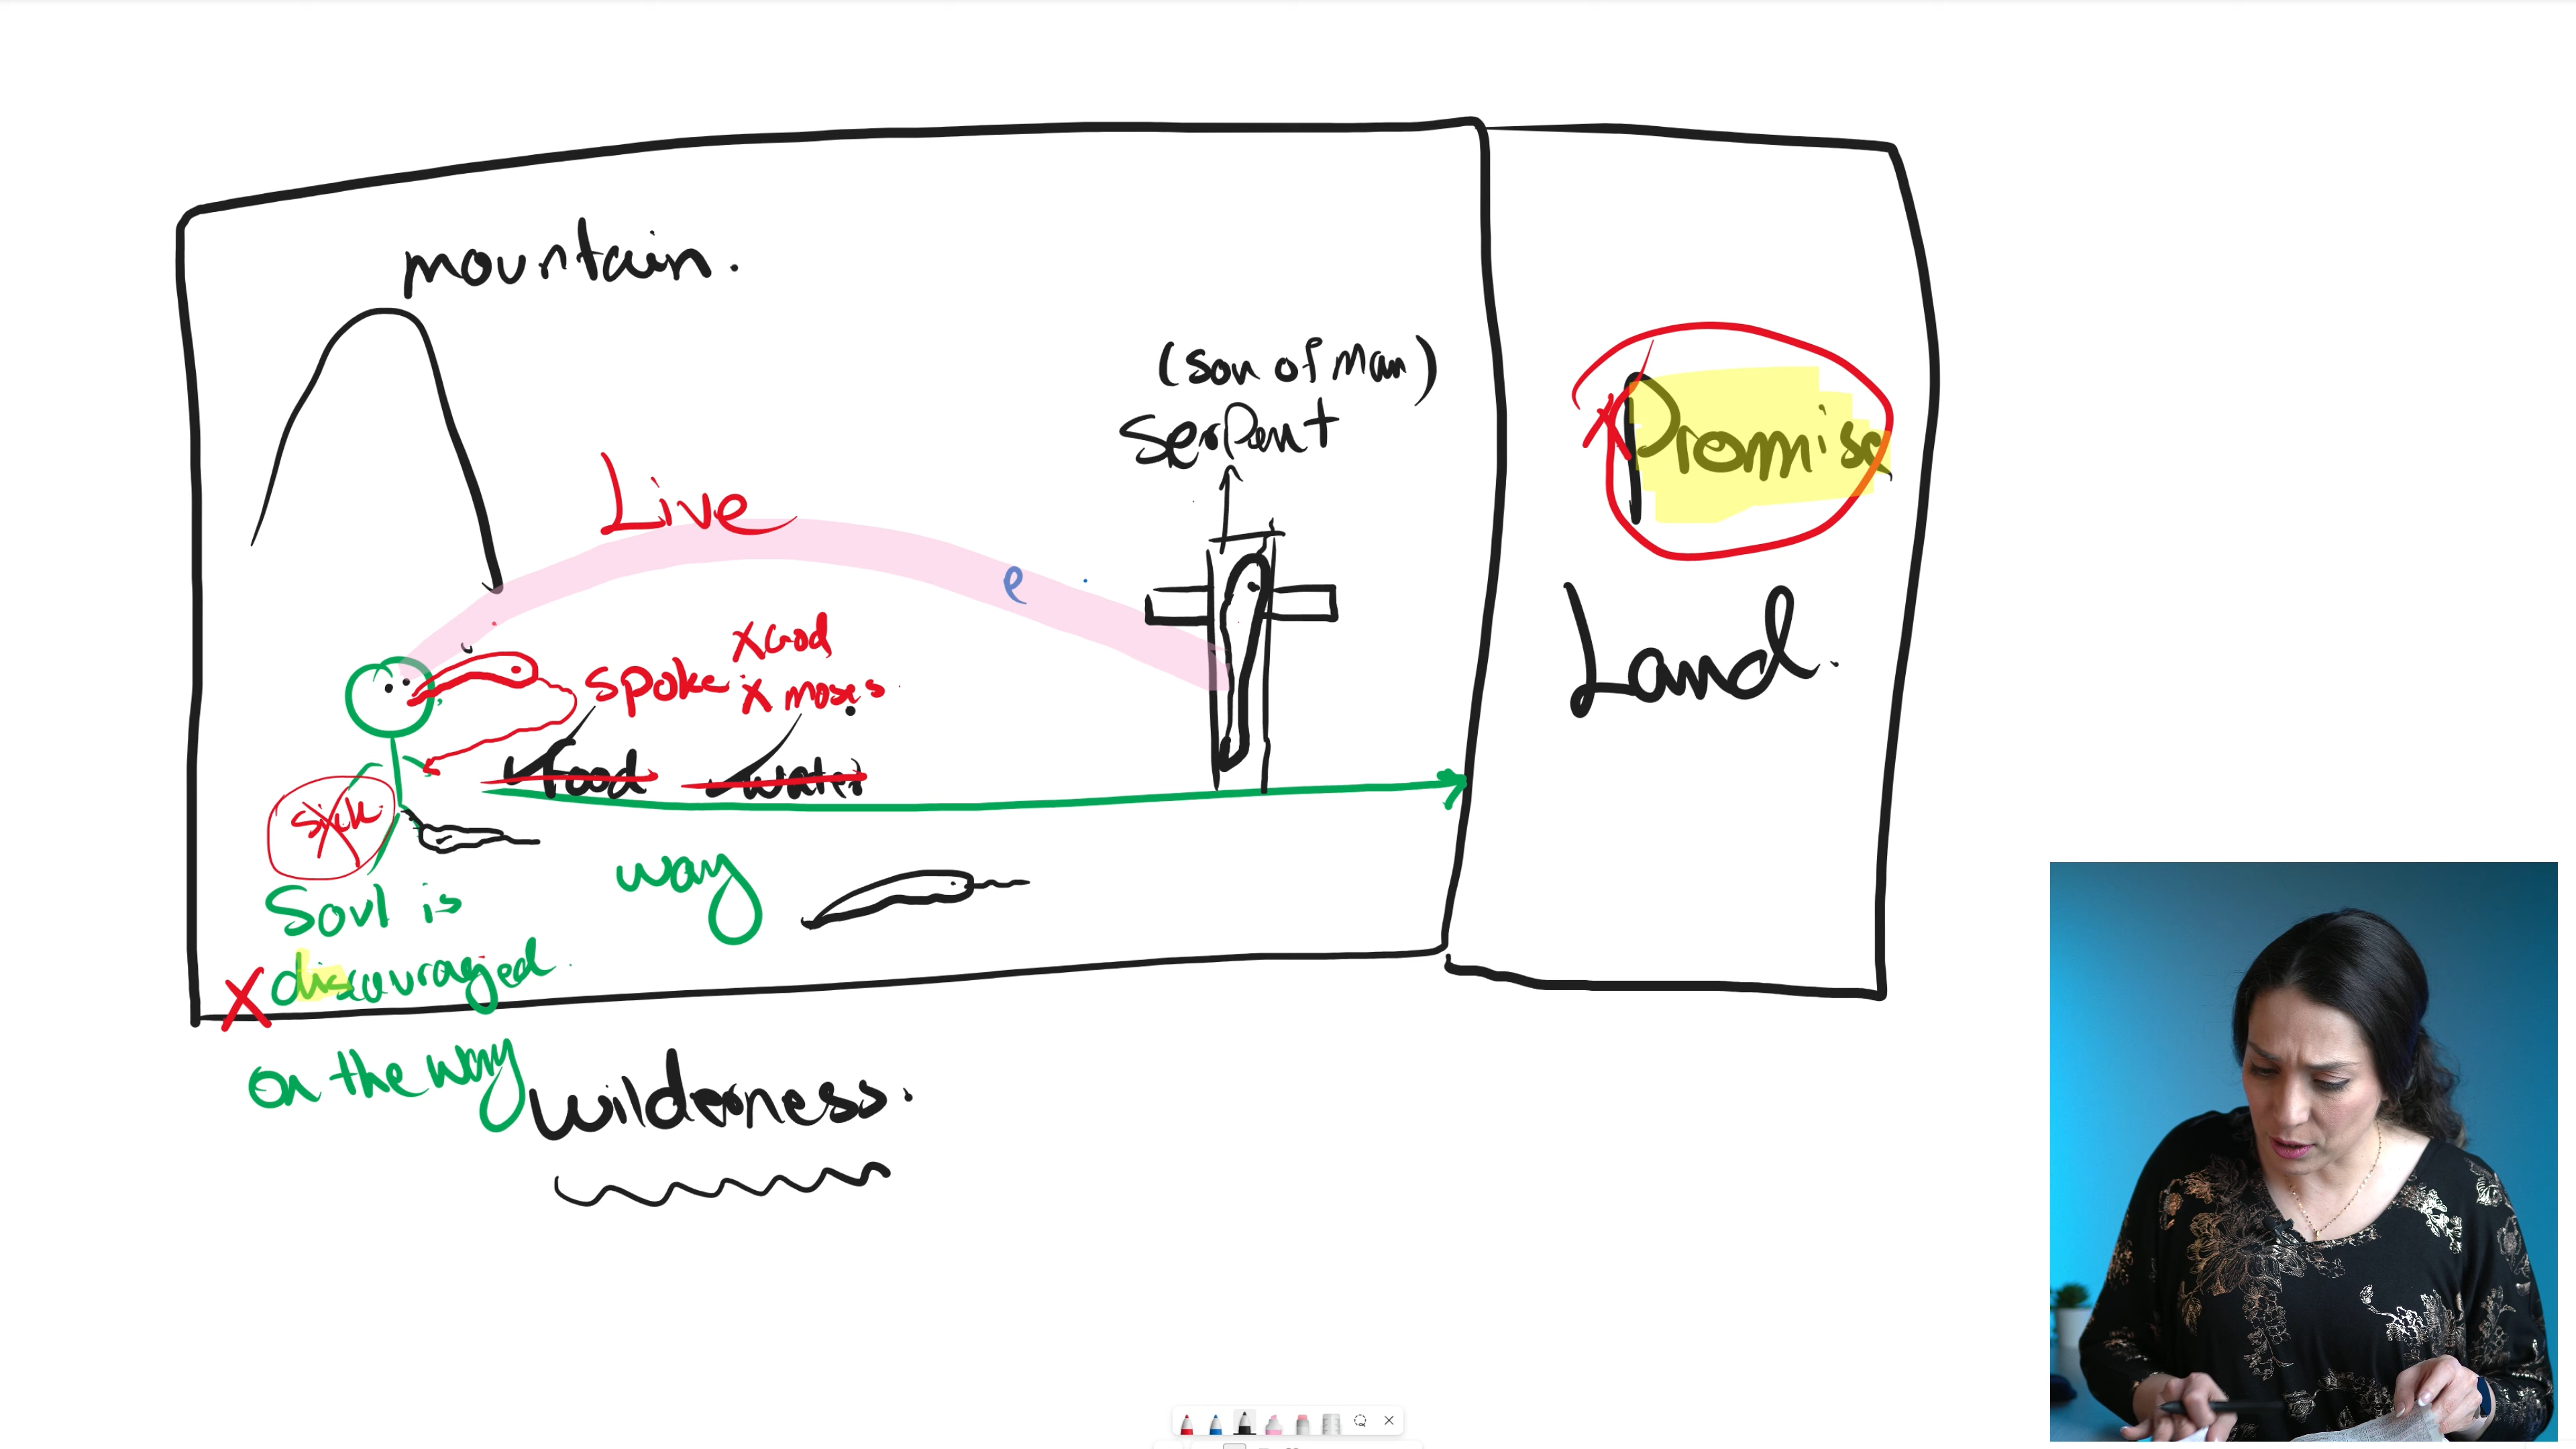 mountain.
(son of man)
Serpent
Live
Promise
Land.
e
x God
spoke x moses
food water
sick
way
Soul is
x discouraged.
on the way
wilderness.